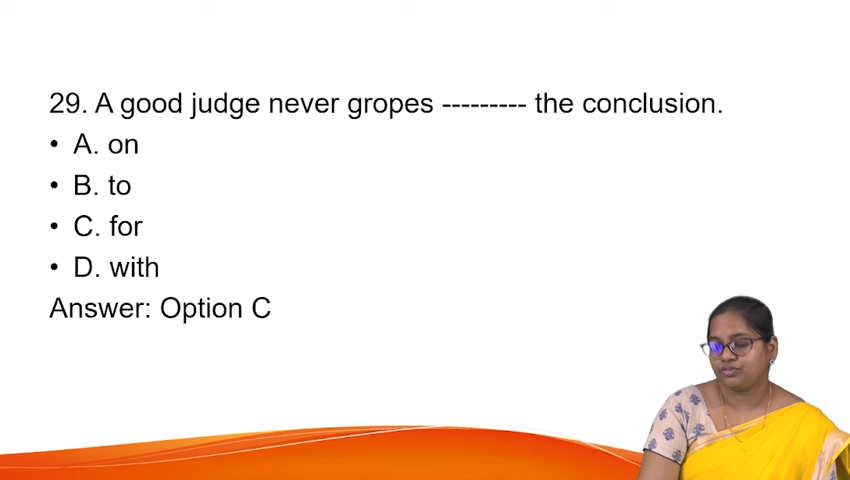 29. A good judge never gropes --------- the conclusion.
• A. on
• B. to
• C. for
• D. with
Answer: Option C